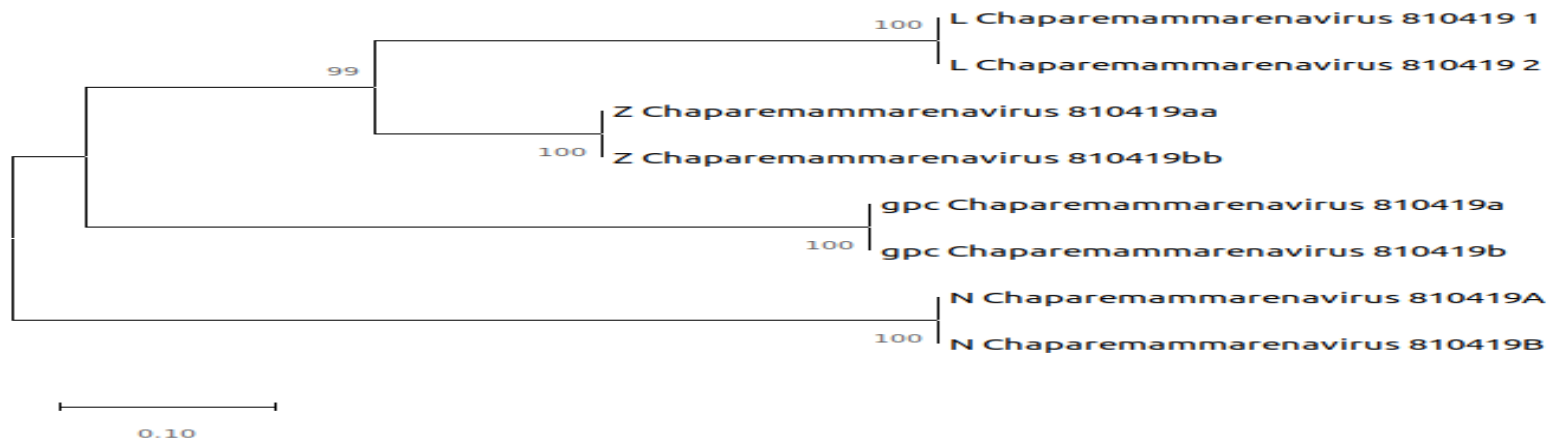 100
L Chaparemammarenavirus 810419 1
L Chaparemammarenavirus 810419 2
99
Z Chaparemammarenavirus 810419aa
100
Z Chaparemammarenavirus 810419bb
gpc Chaparemammarenavirus 810419a
100
gpc Chaparemammarenavirus 810419b
N Chaparemammarenavirus 810419A
100
N Chaparemammarenavirus 810419B
0.10